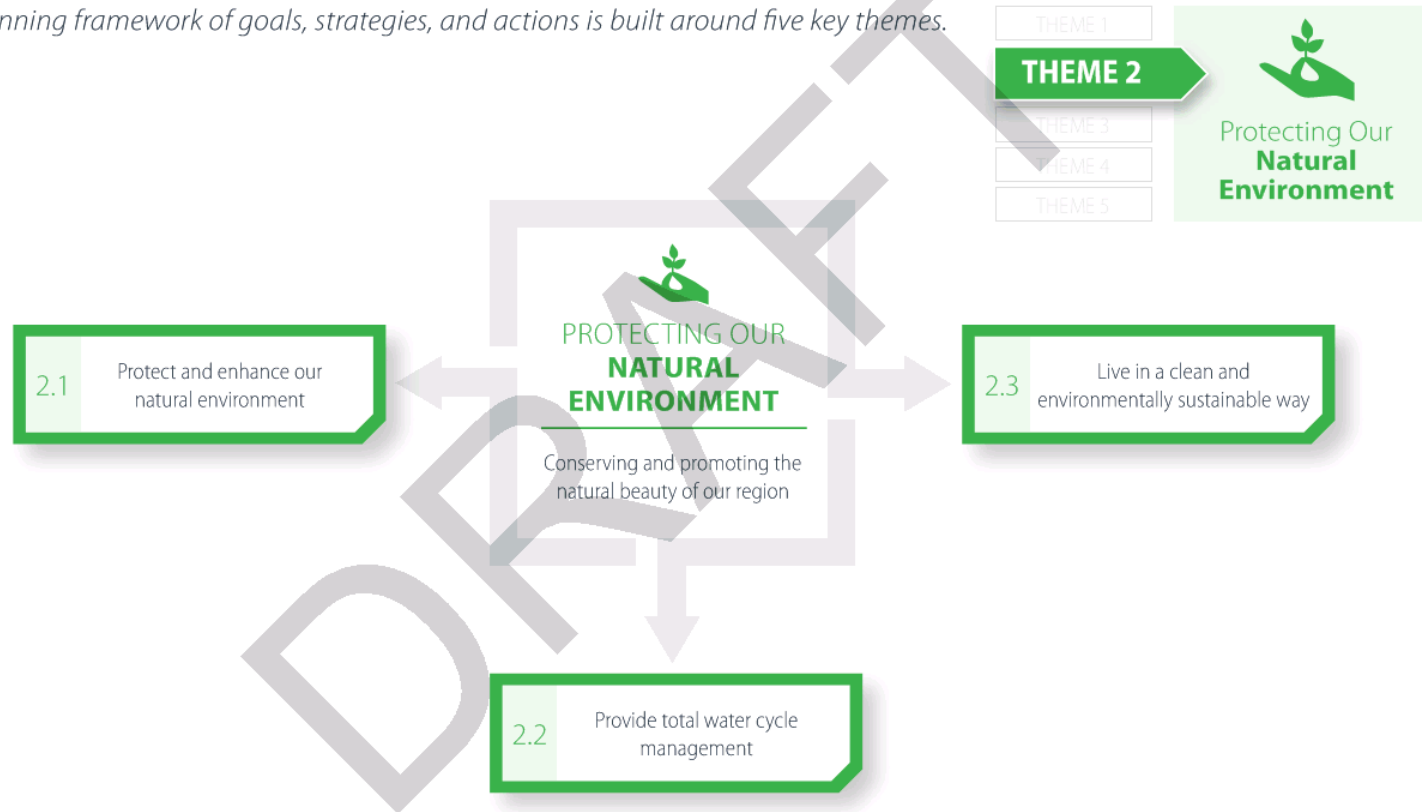 nning framework of goals, strategies, and actions is built around five key themes.
THEME 1
THEME 2
THEME 3
THEME 4
THEME 5
Protecting Our
Natural
Environment
PROTECTING OUR
NATURAL
ENVIRONMENT
Conserving and promoting the
natural beauty of our region
2.1
Protect and enhance our
natural environment
2.3
Live in a clean and
environmentally sustainable way
2.2
Provide total water cycle
management
DRAFT